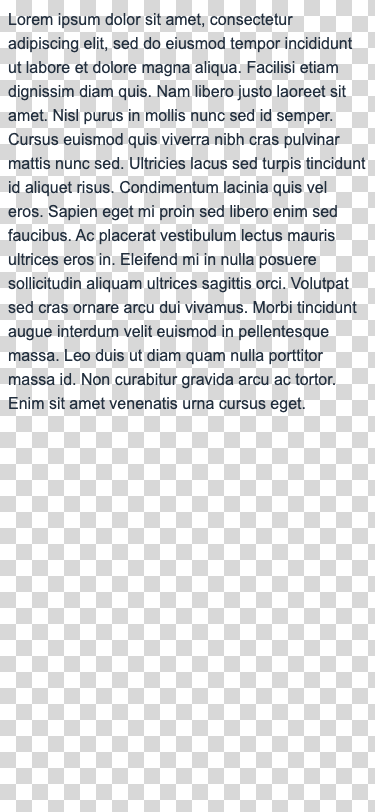 Lorem ipsum dolor sit amet, consectetur
adipiscing elit, sed do eiusmod tempor incididunt
ut labore et dolore magna aliqua. Facilisi etiam
dignissim diam quis. Nam libero justo laoreet sit
amet. Nisl purus in mollis nunc sed id semper.
Cursus euismod quis viverra nibh cras pulvinar
mattis nunc sed. Ultricies lacus sed turpis tincidunt
id aliquet risus. Condimentum lacinia quis vel
eros. Sapien eget mi proin sed libero enim sed
faucibus. Ac placerat vestibulum lectus mauris
ultrices eros in. Eleifend mi in nulla posuere
sollicitudin aliquam ultrices sagittis orci. Volutpat
sed cras ornare arcu dui vivamus. Morbi tincidunt
augue interdum velit euismod in pellentesque
massa. Leo duis ut diam quam nulla porttitor
massa id. Non curabitur gravida arcu ac tortor.
Enim sit amet venenatis urna cursus eget.